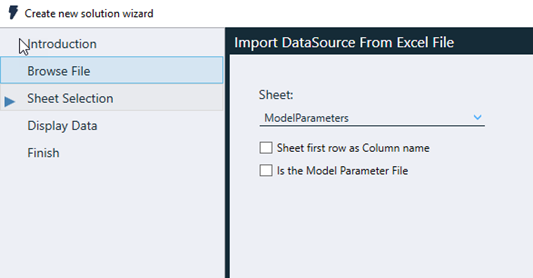 Create new solution wizard
Introduction
Browse File
Sheet Selection
Display Data
Finish
Import DataSource From Excel File
Sheet:
ModelParameters
Sheet first row as Column name
Is the Model Parameter File